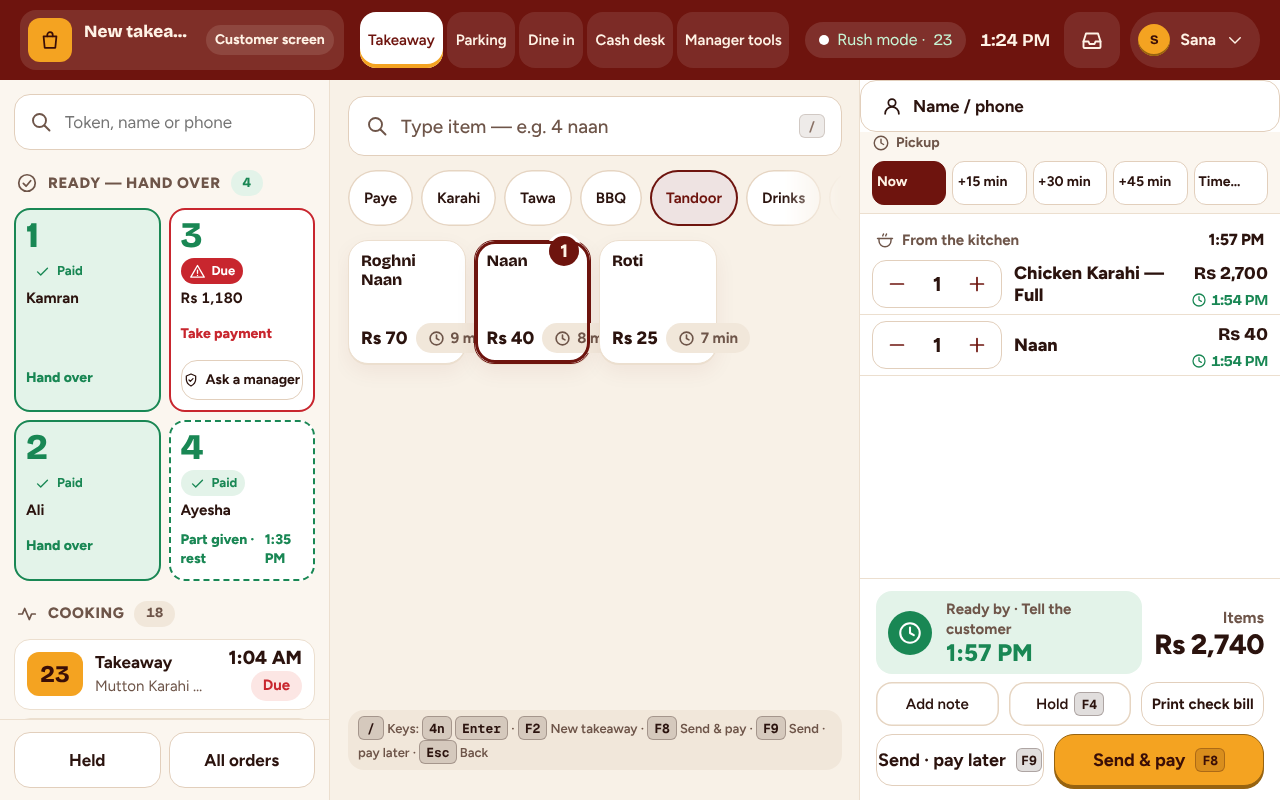 New takea...
Customer screen
Takeaway
Parking
Dine in
Cash desk
Manager tools
Rush mode · 23
1:24 PM
S
Sana
Token, name or phone
READY — HAND OVER 4
1
Paid
Kamran
Hand over
3
Due
Rs 1,180
Take payment
Ask a manager
2
Paid
Ali
Hand over
4
Paid
Ayesha
Part given · 1:35
rest PM
COOKING 18
23
Takeaway
1:04 AM
Mutton Karahi ...
Due
Held
All orders
Type item — e.g. 4 naan
/
Paye
Karahi
Tawa
BBQ
Tandoor
Drinks
Roghni
Naan
Rs 70
9 m
Naan
1
Rs 40
8 m
Roti
Rs 25
7 min
/ Keys: 4n Enter · F2 New takeaway · F8 Send & pay · F9 Send ·
pay later · Esc Back
Name / phone
Pickup
Now
+15 min
+30 min
+45 min
Time...
From the kitchen
1:57 PM
1
Chicken Karahi —
Full
Rs 2,700
1:54 PM
1
Naan
Rs 40
1:54 PM
Ready by · Tell the
customer
1:57 PM
Items
Rs 2,740
Add note
Hold F4
Print check bill
Send · pay later F9
Send & pay F8